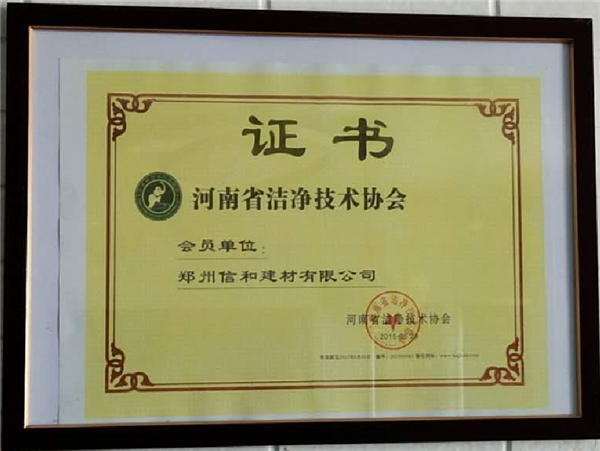 证书
河南省洁净技术协会
会员单位：
郑州信和建材有限公司
河南省洁净技术协会